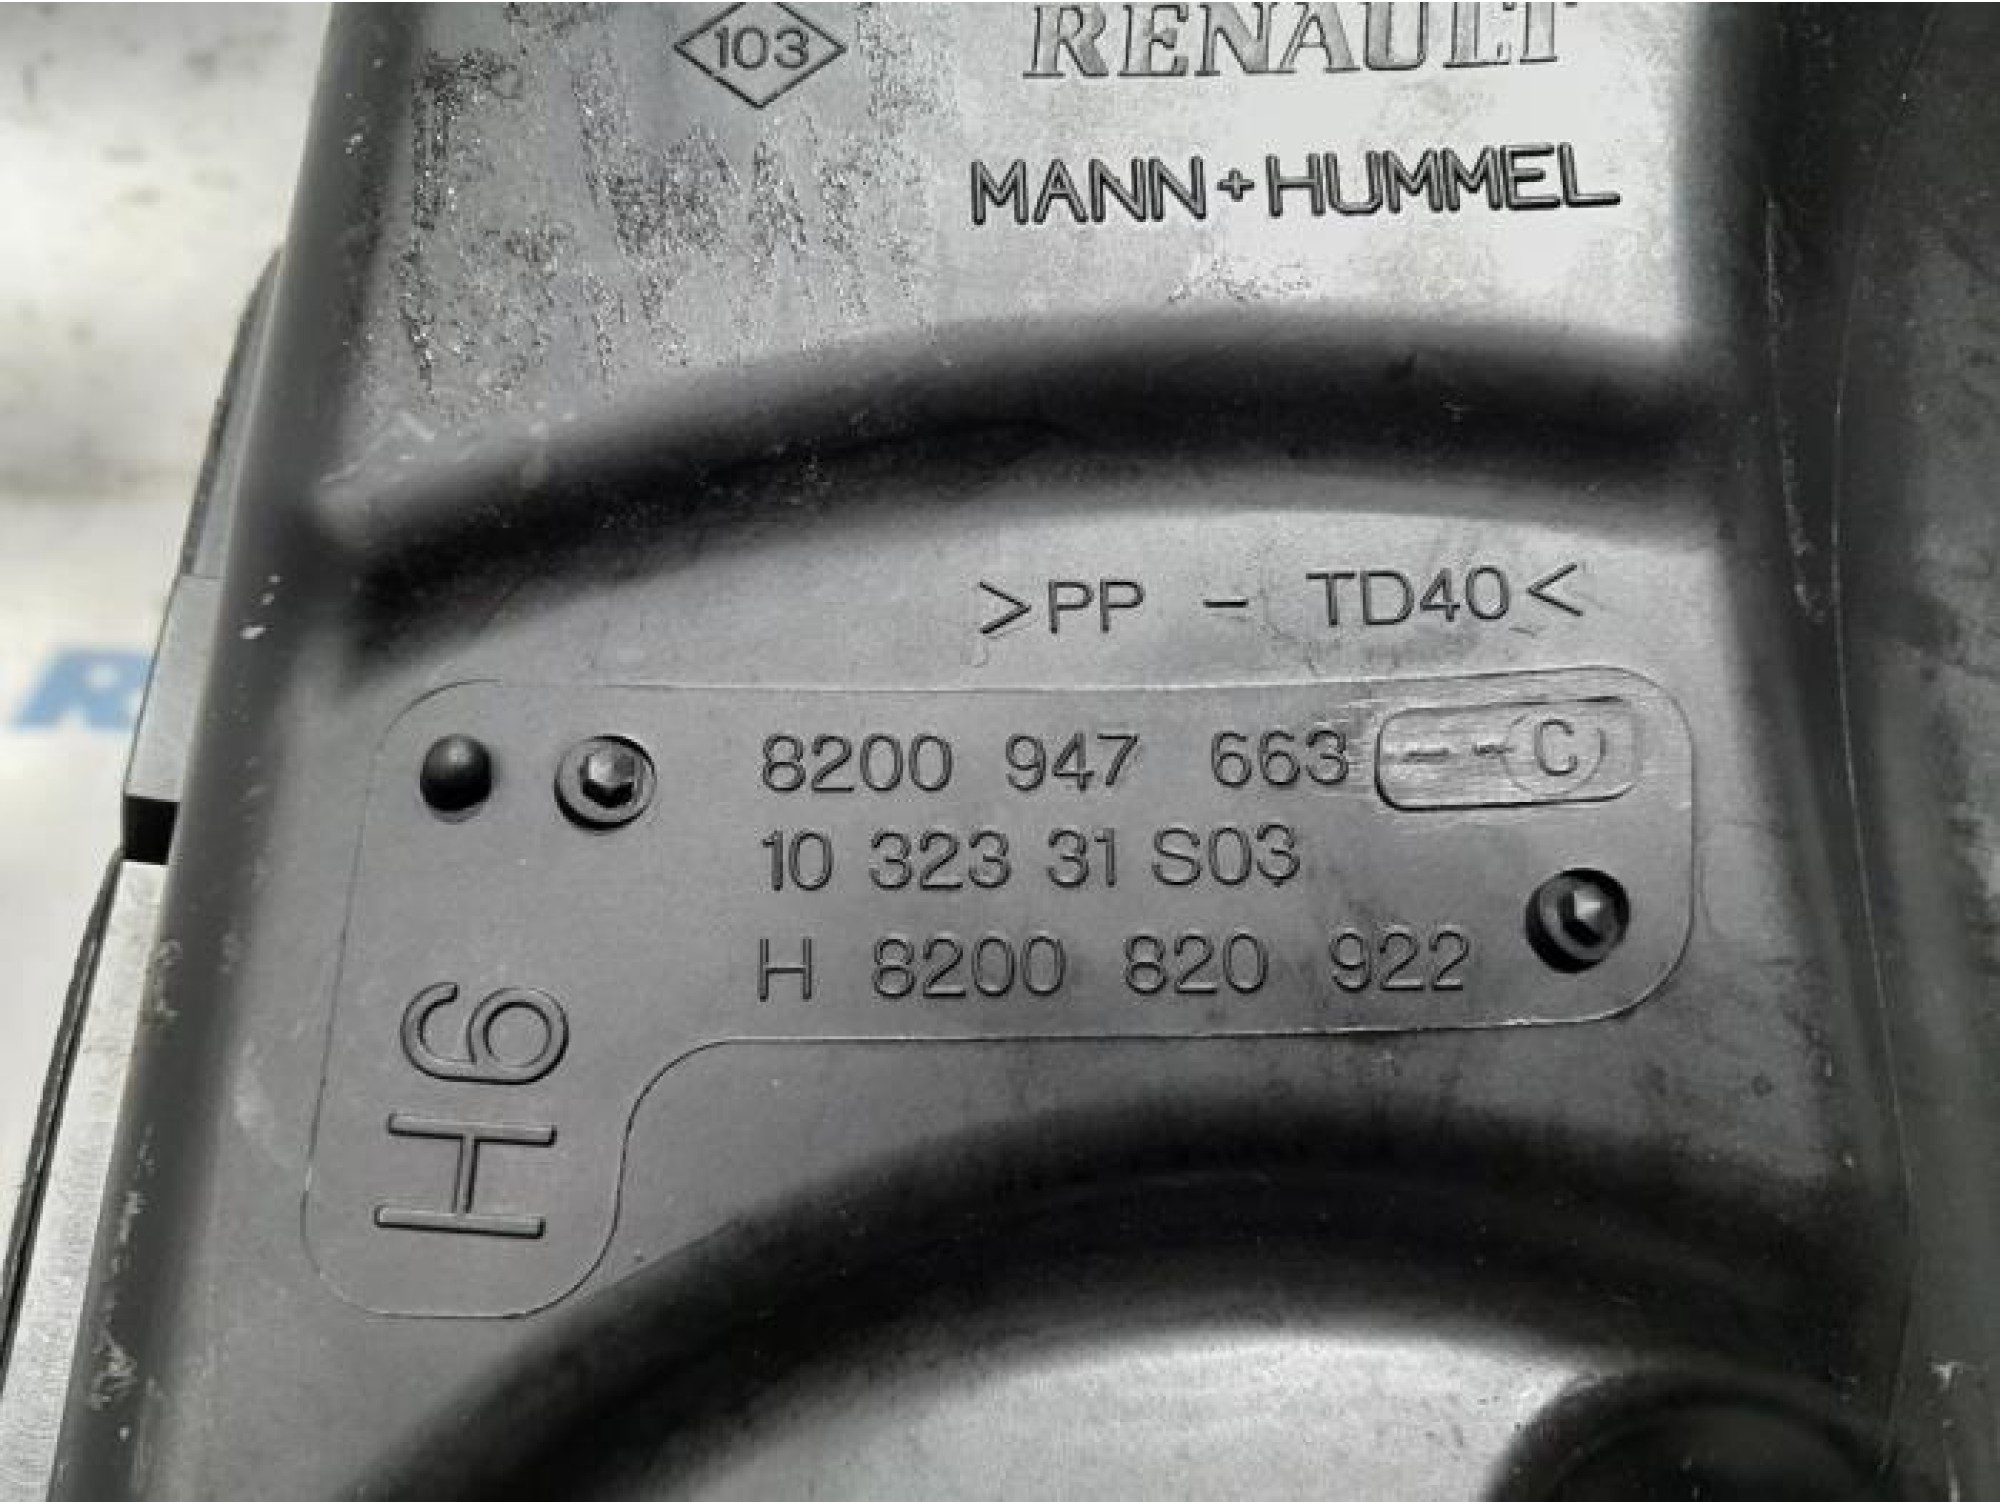 103
RENAULT
MANN+HUMMEL
>PP - TD40<
8200 947 663 --C
10 323 31 S03
H 8200 820 922
H6
R